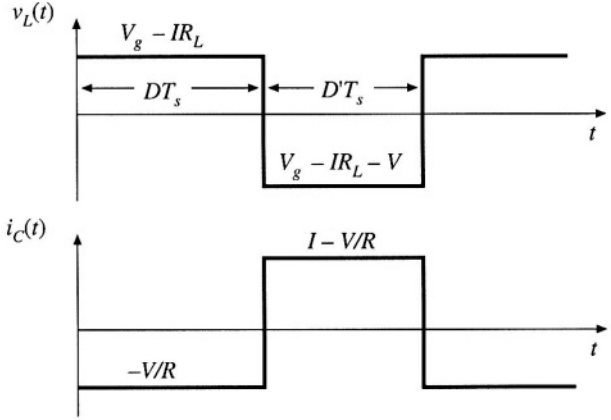 v_L(t)
V_g – IR_L
DT_s
D'T_s
t
V_g – IR_L – V
i_C(t)
I – V/R
t
–V/R